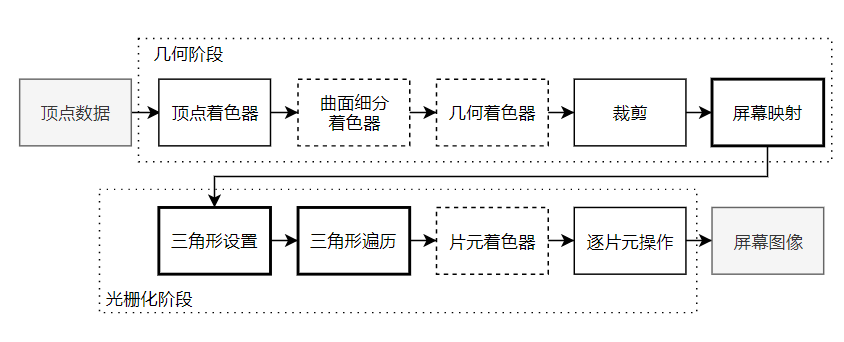 几何阶段
顶点数据
顶点着色器
曲面细分
着色器
几何着色器
裁剪
屏幕映射
三角形设置
三角形遍历
片元着色器
逐片元操作
屏幕图像
光栅化阶段